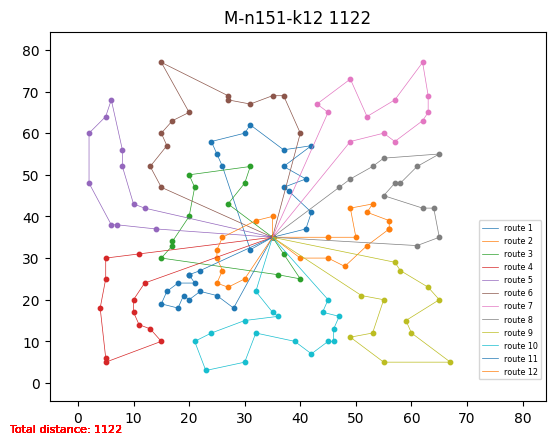 M-n151-k12 1122
80
70
60
50
40
30
20
10
0
0 10 20 30 40 50 60 70 80
route 1
route 2
route 3
route 4
route 5
route 6
route 7
route 8
route 9
route 10
route 11
route 12
Total distance: 1122